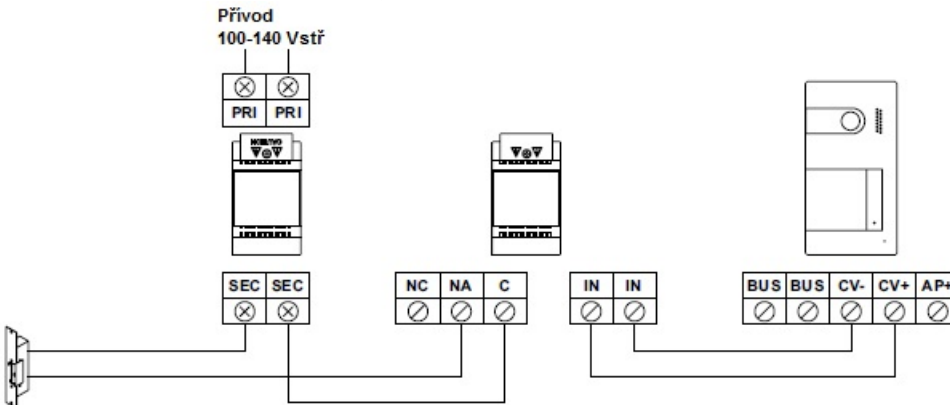 Přívod
100-140 Vstř
PRI PRI
SEC SEC
NC NA C
IN IN
BUS BUS CV- CV+ AP+